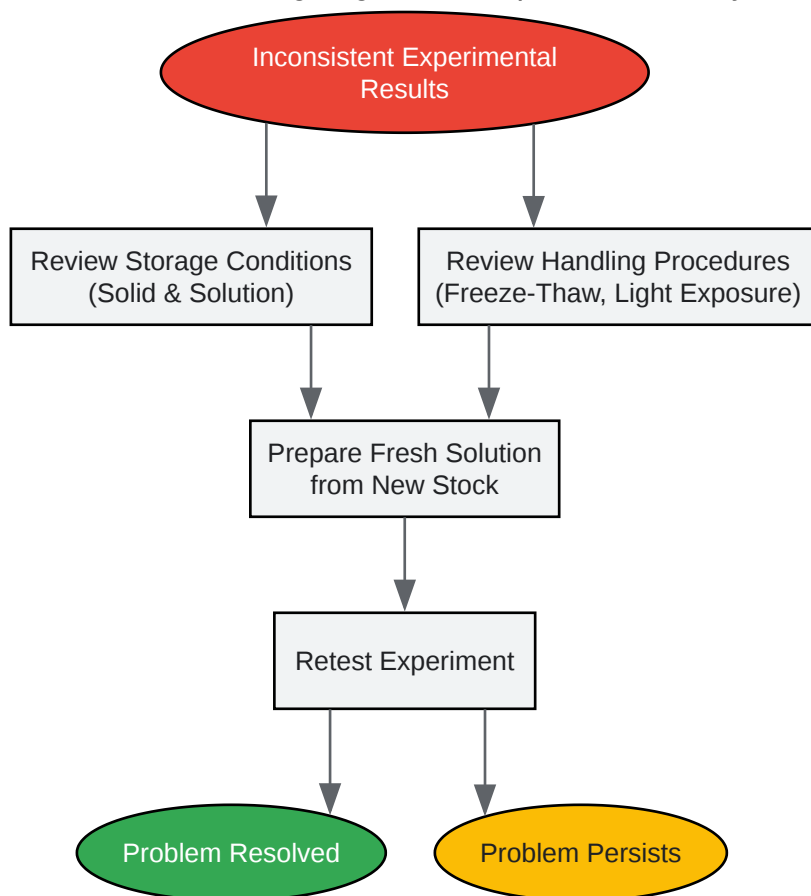 Inconsistent Experimental
Results
Review Storage Conditions
(Solid & Solution)
Review Handling Procedures
(Freeze-Thaw, Light Exposure)
Prepare Fresh Solution
from New Stock
Retest Experiment
Problem Resolved
Problem Persists